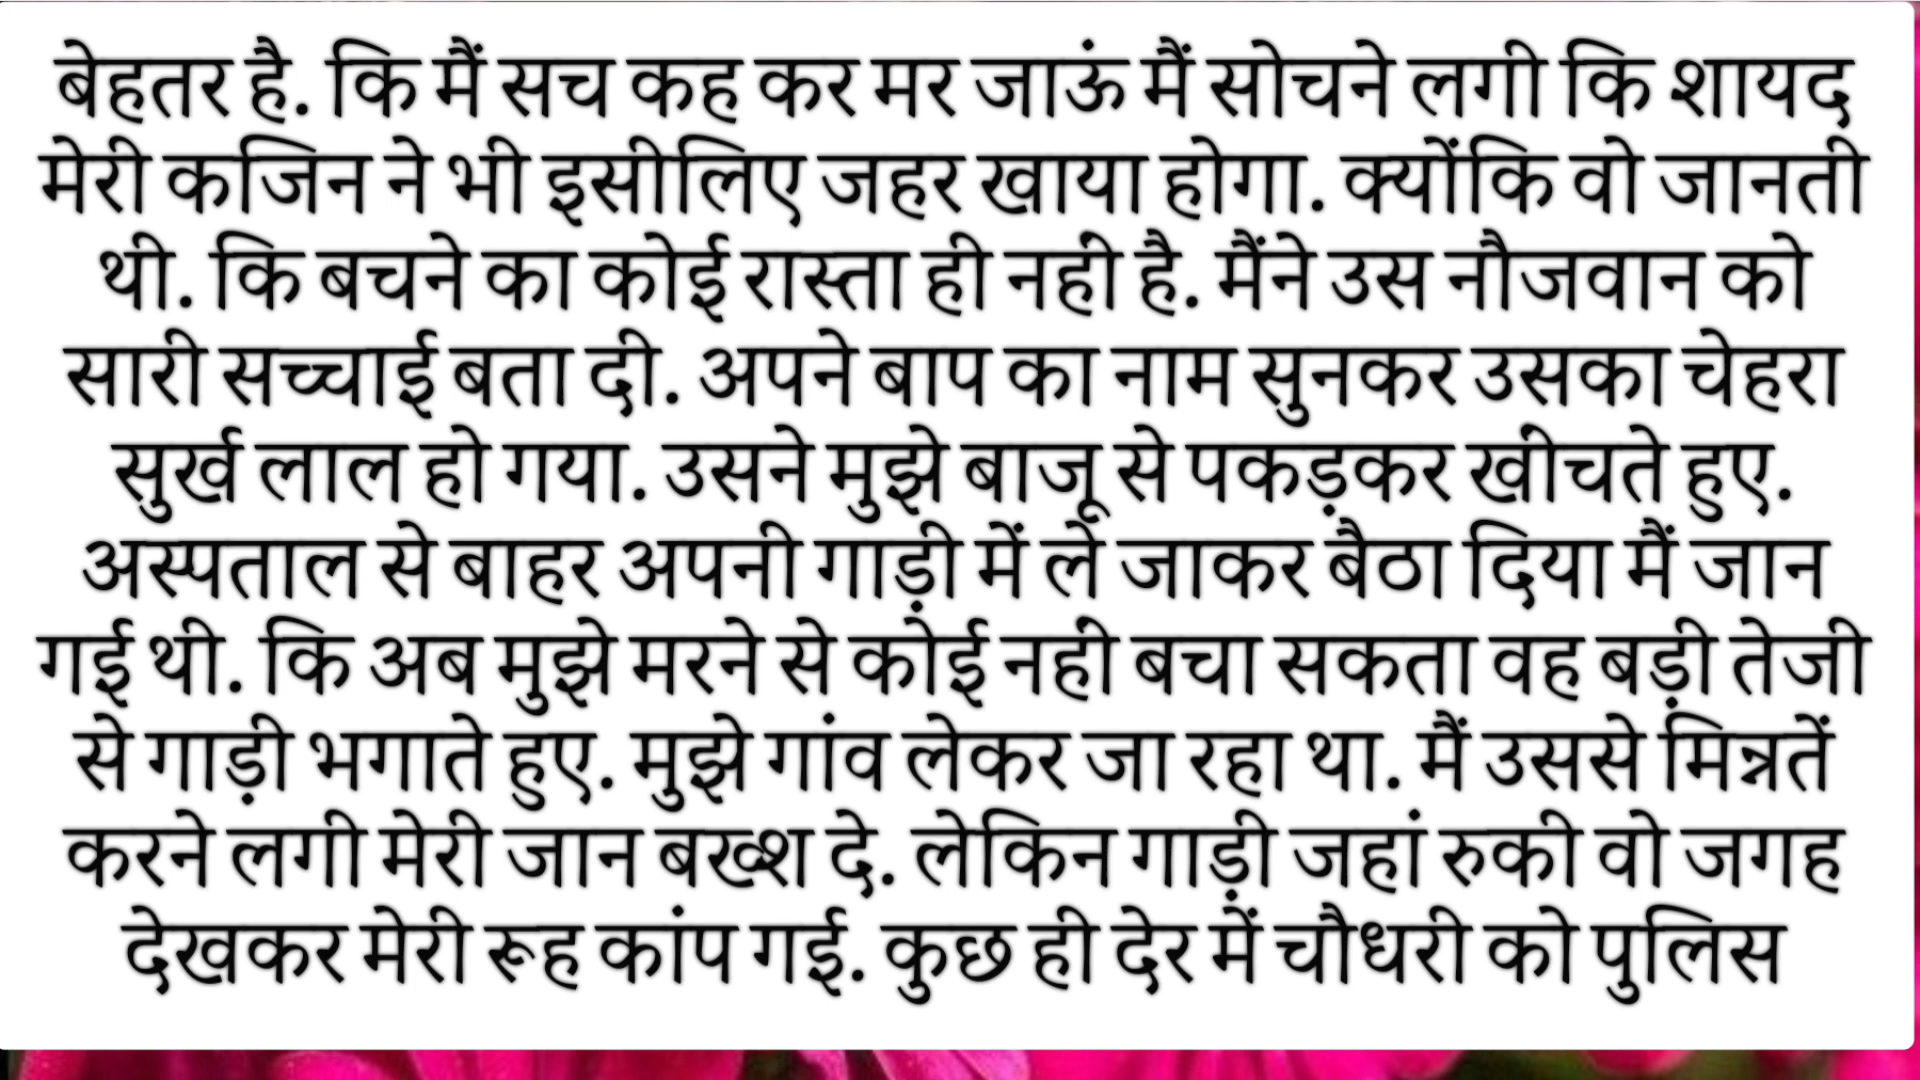 बेहतर है. कि मैं सच कह कर मर जाऊं मैं सोचने लगी कि शायद
मेरी कजिन ने भी इसीलिए जहर खाया होगा. क्योंकि वो जानती
थी. कि बचने का कोई रास्ता ही नही है. मैंने उस नौजवान को
सारी सच्चाई बता दी. अपने बाप का नाम सुनकर उसका चेहरा
सुर्ख लाल हो गया. उसने मुझे बाजू से पकड़कर खींचते हुए.
अस्पताल से बाहर अपनी गाड़ी में ले जाकर बैठा दिया मैं जान
गई थी. कि अब मुझे मरने से कोई नही बचा सकता वह बड़ी तेजी
से गाड़ी भगाते हुए. मुझे गांव लेकर जा रहा था. मैं उससे मिन्नतें
करने लगी मेरी जान बख्श दे. लेकिन गाड़ी जहां रुकी वो जगह
देखकर मेरी रूह कांप गई. कुछ ही देर में चौधरी को पुलिस